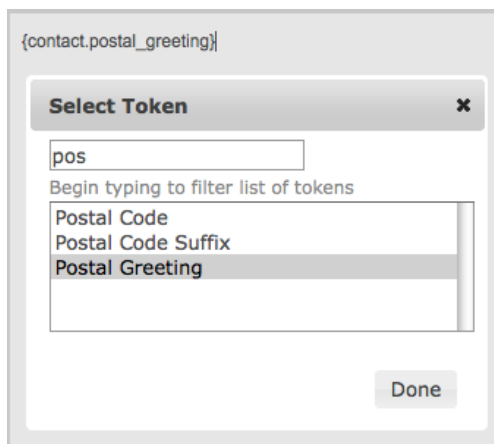 {contact.postal_greeting}
Select Token
pos
Begin typing to filter list of tokens
Postal Code
Postal Code Suffix
Postal Greeting
Done